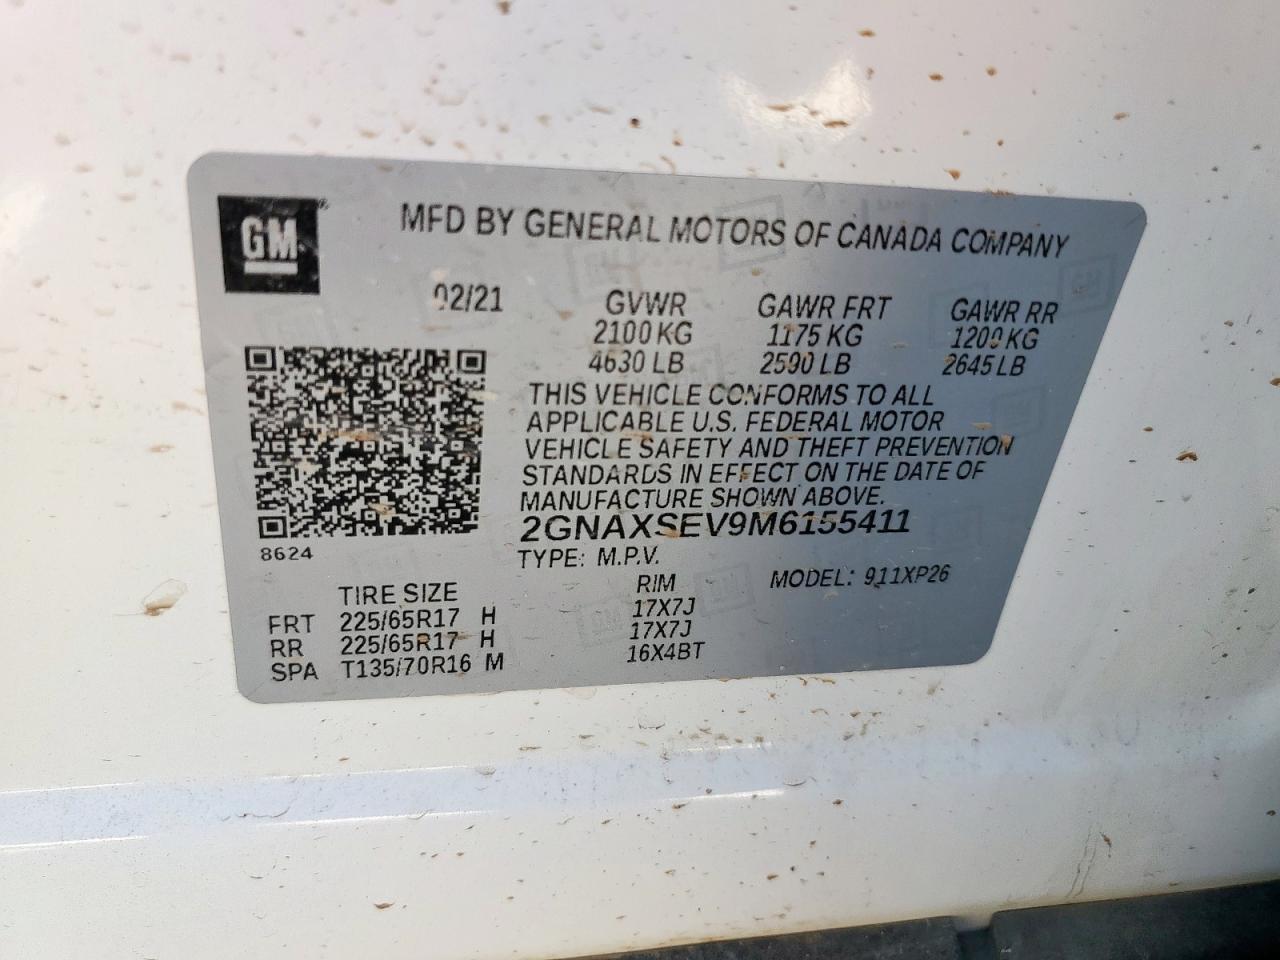 GM
MFD BY GENERAL MOTORS OF CANADA COMPANY
02/21 GVWR GAWR FRT GAWR RR
2100 KG 1175 KG 1200 KG
4630 LB 2590 LB 2645 LB
THIS VEHICLE CONFORMS TO ALL
APPLICABLE U.S. FEDERAL MOTOR
VEHICLE SAFETY AND THEFT PREVENTION
STANDARDS IN EFFECT ON THE DATE OF
MANUFACTURE SHOWN ABOVE.
2GNAXSEV9M6155411
8624
TYPE: M.P.V. MODEL: 911XP26
TIRE SIZE RIM
FRT 225/65R17 H 17X7J
RR 225/65R17 H 17X7J
SPA T135/70R16 M 16X4BT